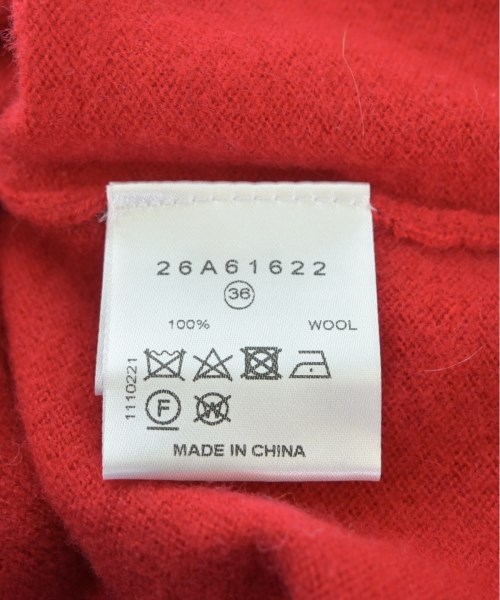 26A61622
36
100% WOOL
1110221
F W
MADE IN CHINA